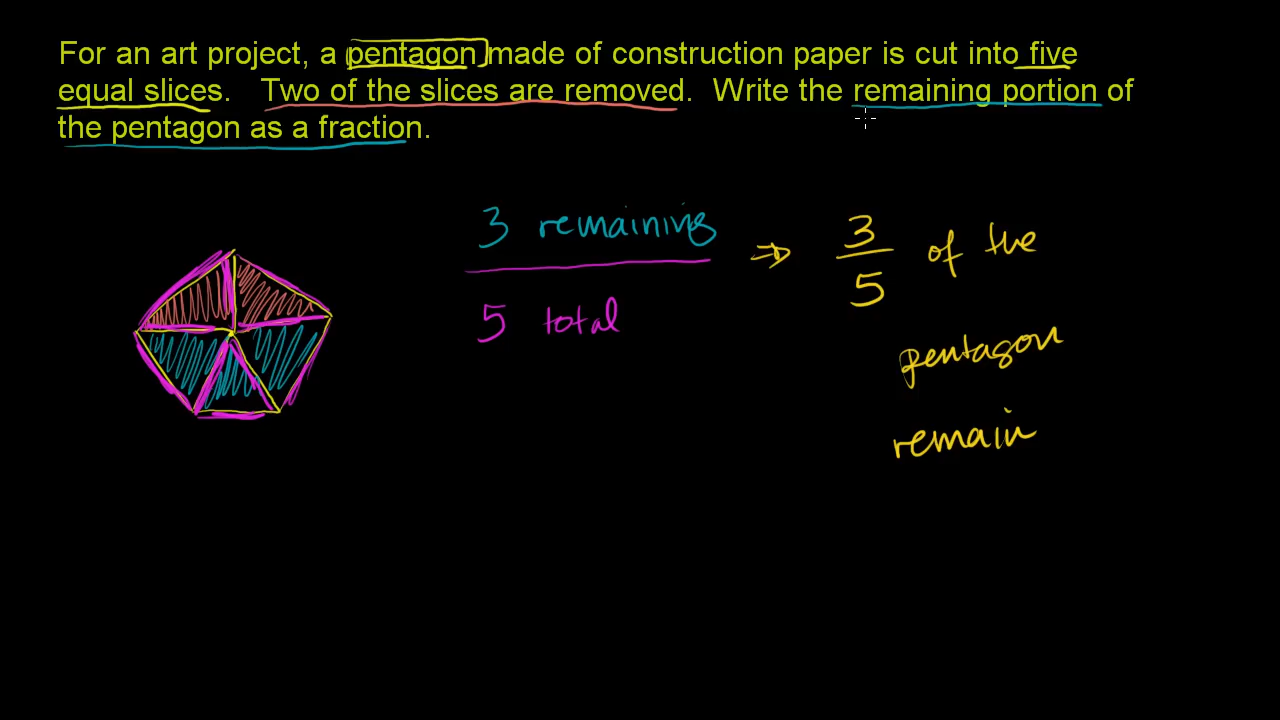 For an art project, a pentagon made of construction paper is cut into five
equal slices. Two of the slices are removed. Write the remaining portion of
the pentagon as a fraction.
3 remaining
5 total
⇒ 3/5 of the
pentagon
remain